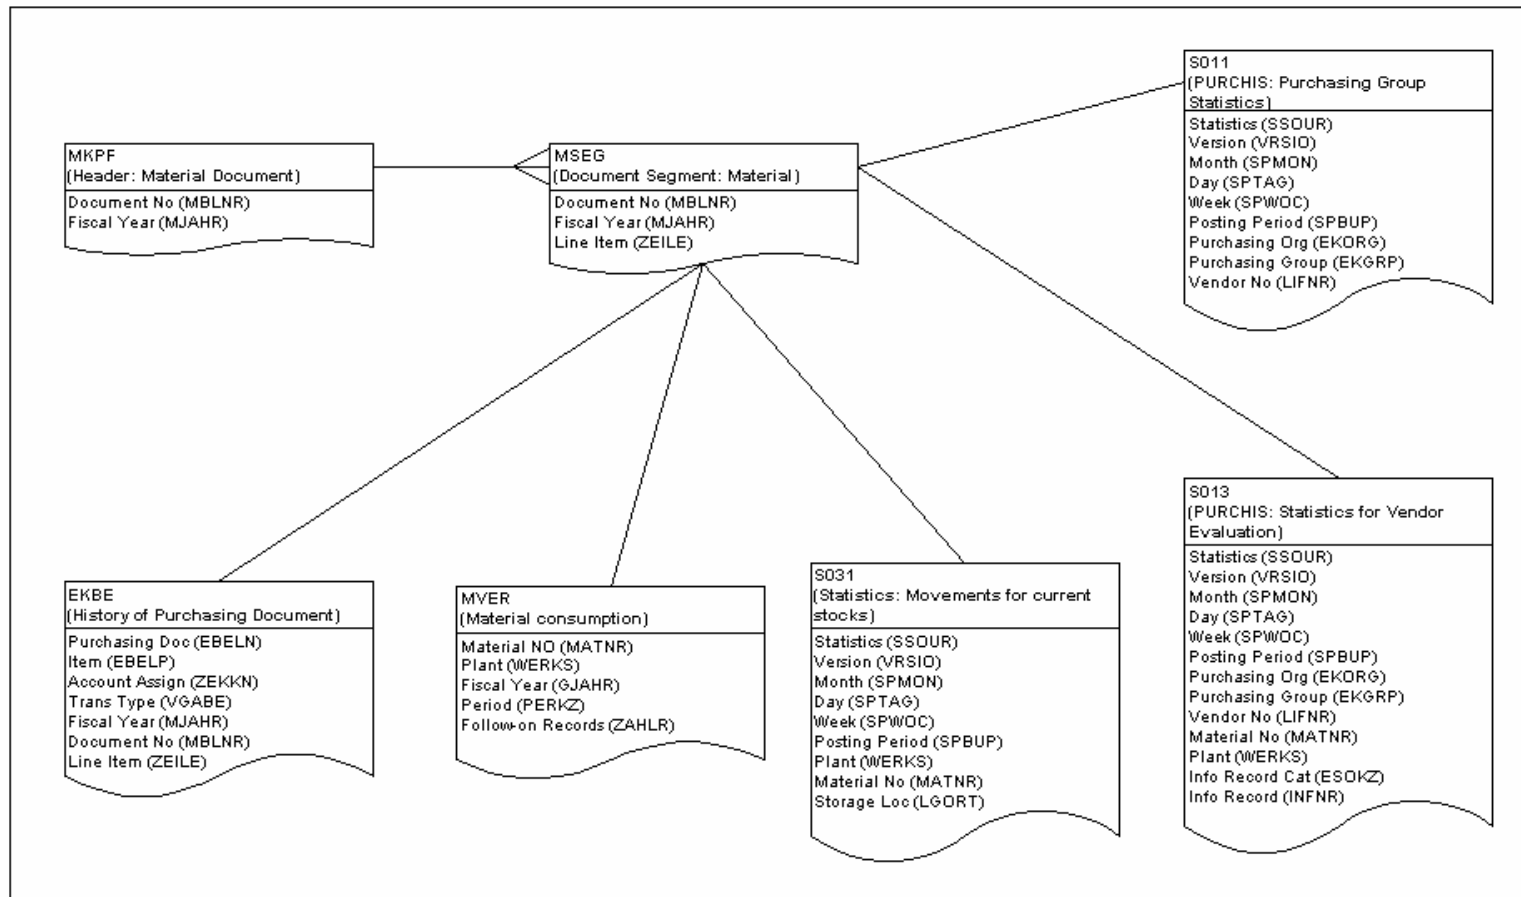 S011
(PURCHIS: Purchasing Group
Statistics)
Statistics (SSOUR)
Version (VRSIO)
Month (SPMON)
Day (SPTAG)
Week (SPWOC)
Posting Period (SPBUP)
Purchasing Org (EKORG)
Purchasing Group (EKGRP)
Vendor No (LIFNR)
MKPF
(Header: Material Document)
Document No (MBLNR)
Fiscal Year (MJAHR)
MSEG
(Document Segment: Material)
Document No (MBLNR)
Fiscal Year (MJAHR)
Line Item (ZEILE)
EKBE
(History of Purchasing Document)
Purchasing Doc (EBELN)
Item (EBELP)
Account Assign (ZEKKN)
Trans Type (VGABE)
Fiscal Year (MJAHR)
Document No (MBLNR)
Line Item (ZEILE)
MVER
(Material consumption)
Material NO (MATNR)
Plant (WERKS)
Fiscal Year (GJAHR)
Period (PERKZ)
Follow-on Records (ZAHLR)
S031
(Statistics: Movements for current
stocks)
Statistics (SSOUR)
Version (VRSIO)
Month (SPMON)
Day (SPTAG)
Week (SPWOC)
Posting Period (SPBUP)
Plant (WERKS)
Material No (MATNR)
Storage Loc (LGORT)
S013
(PURCHIS: Statistics for Vendor
Evaluation)
Statistics (SSOUR)
Version (VRSIO)
Month (SPMON)
Day (SPTAG)
Week (SPWOC)
Posting Period (SPBUP)
Purchasing Org (EKORG)
Purchasing Group (EKGRP)
Vendor No (LIFNR)
Material No (MATNR)
Plant (WERKS)
Info Record Cat (ESOKZ)
Info Record (INFNR)